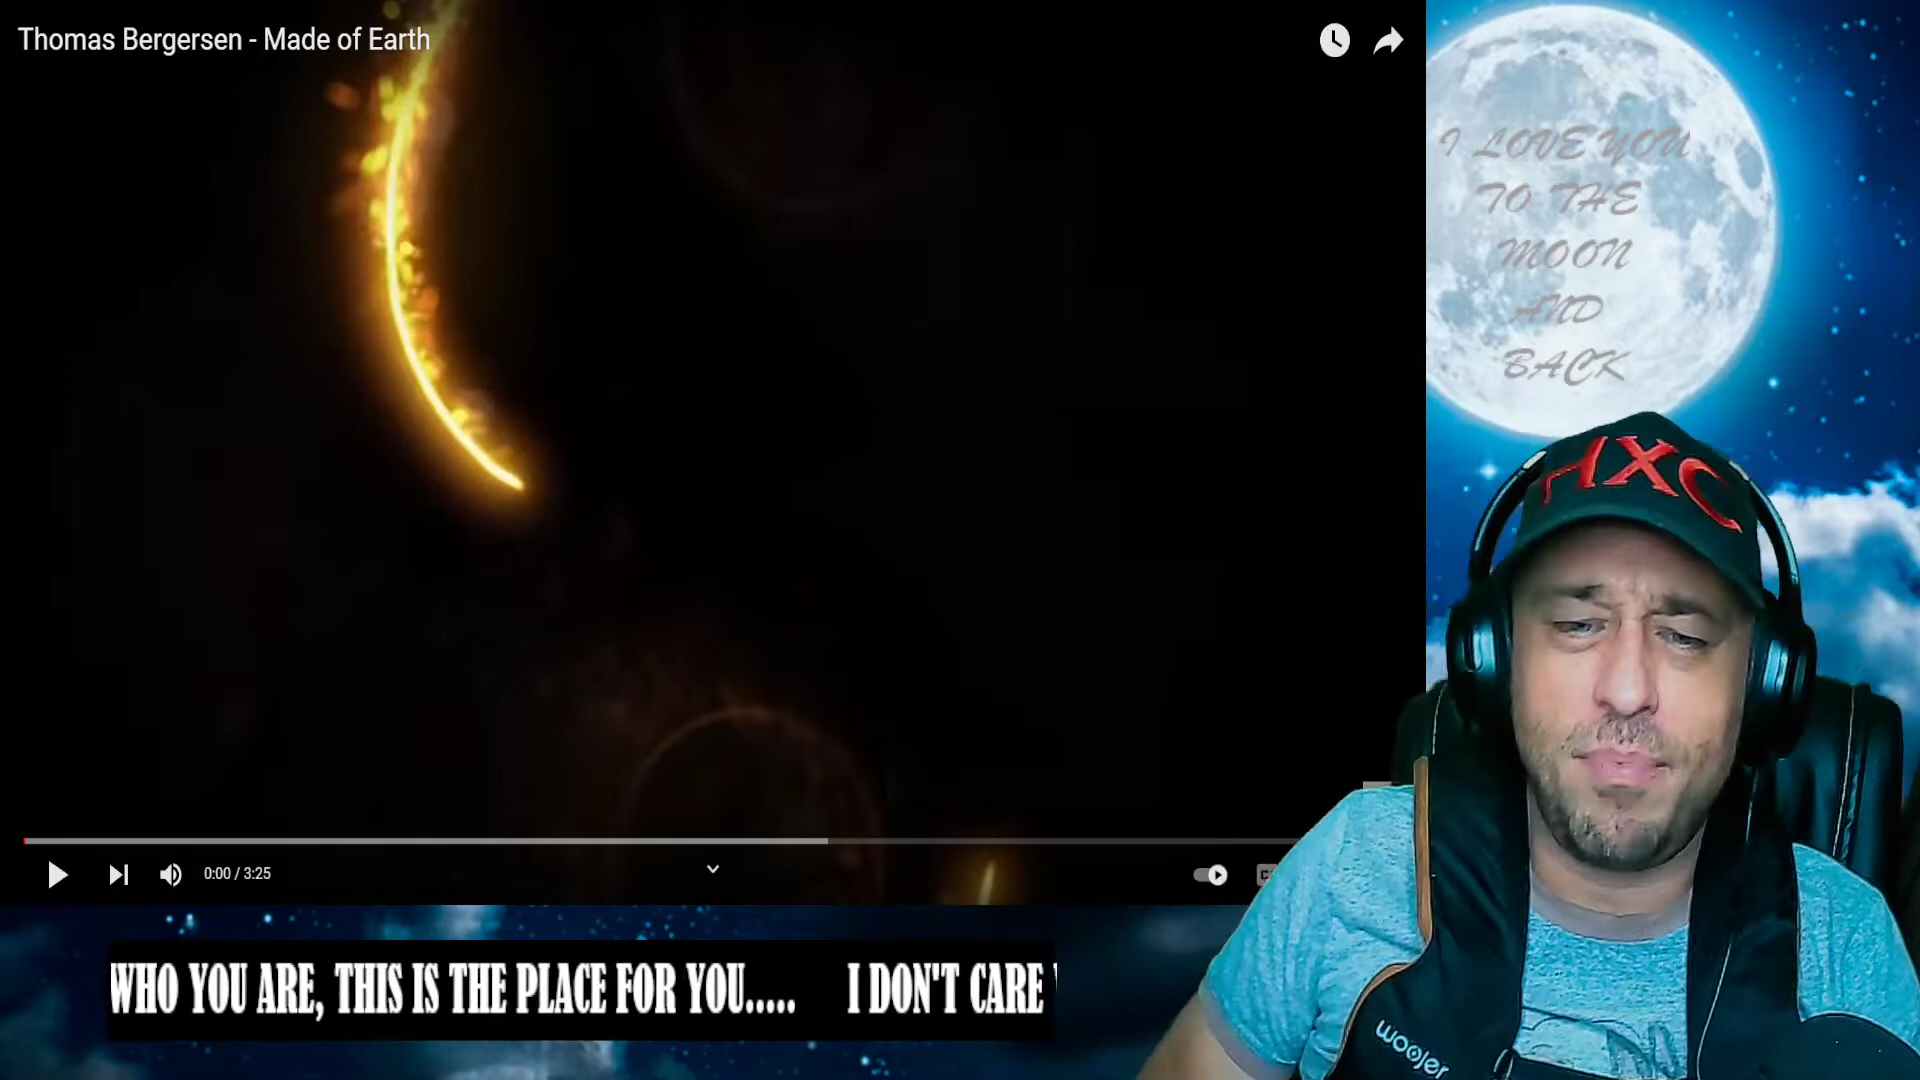 Thomas Bergersen - Made of Earth
I LOVE YOU
TO THE
MOON
AND
BACK
HXC
0:00 / 3:25
WHO YOU ARE, THIS IS THE PLACE FOR YOU..... I DON'T CARE
woojer